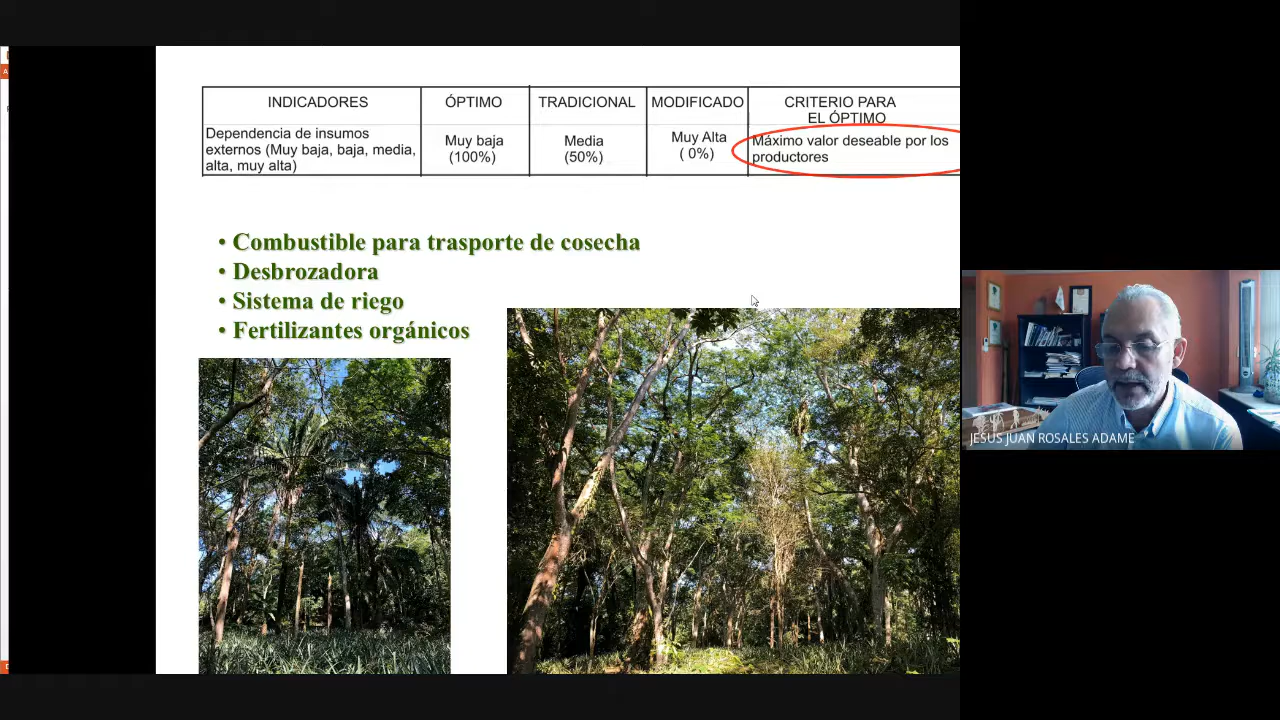 INDICADORES
ÓPTIMO
TRADICIONAL
MODIFICADO
CRITERIO PARA
EL ÓPTIMO
Dependencia de insumos
externos (Muy baja, baja, media,
alta, muy alta)
Muy baja
(100%)
Media
(50%)
Muy Alta
( 0%)
Máximo valor deseable por los
productores
• Combustible para trasporte de cosecha
• Desbrozadora
• Sistema de riego
• Fertilizantes orgánicos
JESUS JUAN ROSALES ADAME